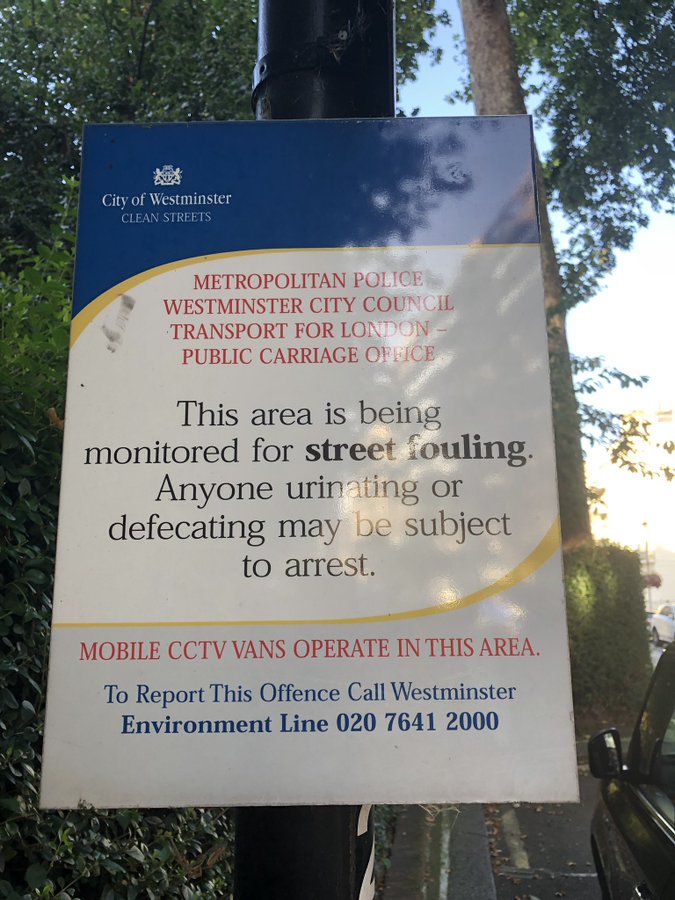 City of Westminster
CLEAN STREETS
METROPOLITAN POLICE
WESTMINSTER CITY COUNCIL
TRANSPORT FOR LONDON –
PUBLIC CARRIAGE OFFICE
This area is being
monitored for street fouling.
Anyone urinating or
defecating may be subject
to arrest.
MOBILE CCTV VANS OPERATE IN THIS AREA.
To Report This Offence Call Westminster
Environment Line 020 7641 2000